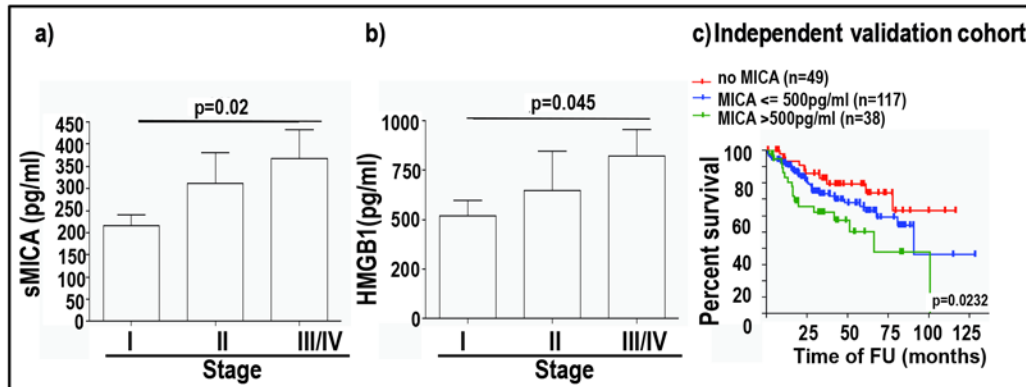 a)
p=0.02
sMICA (pg/ml)
450
400
350
300
250
200
150
100
50
0
I II III/IV
Stage
b)
p=0.045
HMGB1(pg/ml)
1000
750
500
250
0
I II III/IV
Stage
c) Independent validation cohort
no MICA (n=49)
MICA <= 500pg/ml (n=117)
MICA >500pg/ml (n=38)
Percent survival
100
80
60
40
20
0
25 50 75 100 125
p=0.0232
Time of FU (months)